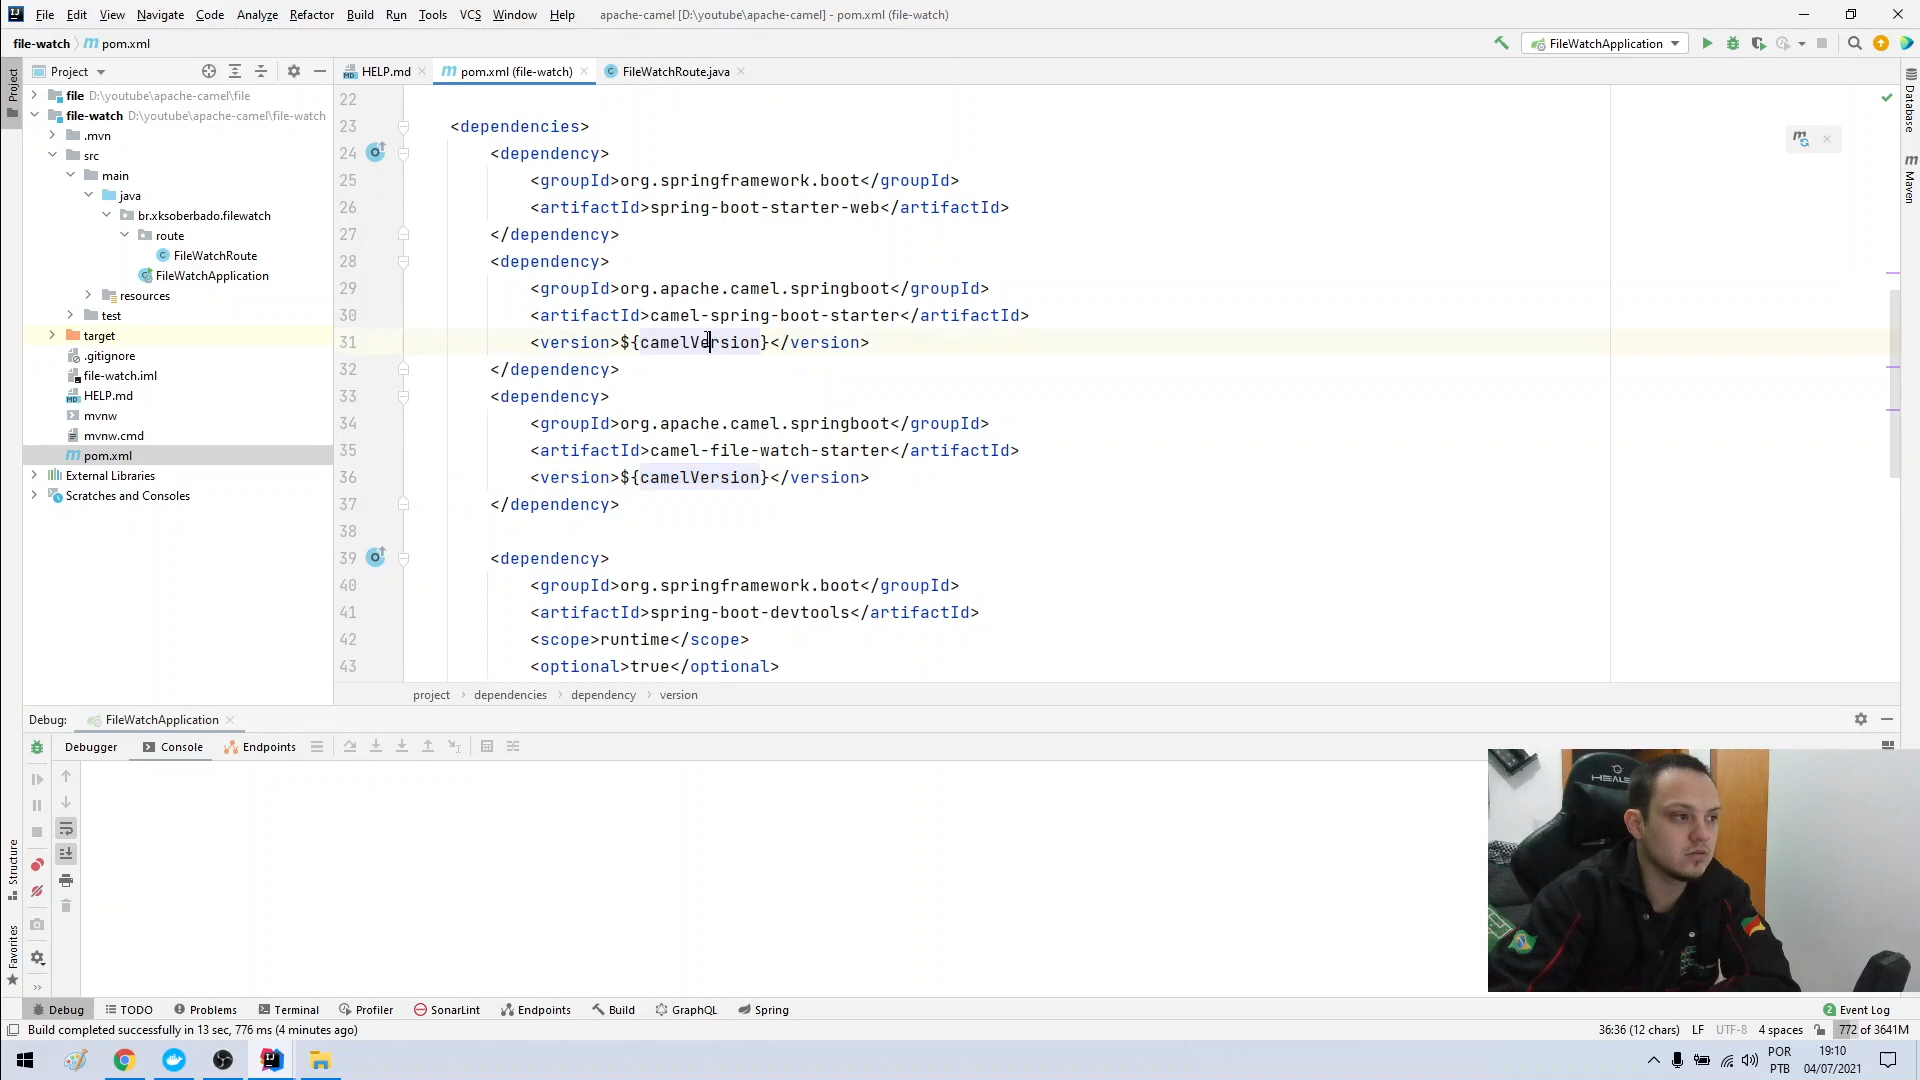 File Edit View Navigate Code Analyze Refactor Build Run Tools VCS Window Help apache-camel [D:\youtube\apache-camel] - pom.xml (file-watch)
file-watch pom.xml FileWatchApplication
Project
HELP.md pom.xml (file-watch) FileWatchRoute.java
file D:\youtube\apache-camel\file
file-watch D:\youtube\apache-camel\file-watch
.mvn
src
main
java
br.xksoberbado.filewatch
route
FileWatchRoute
FileWatchApplication
resources
test
target
.gitignore
file-watch.iml
HELP.md
mvnw
mvnw.cmd
pom.xml
External Libraries
Scratches and Consoles
22
23 <dependencies>
24 <dependency>
25 <groupId>org.springframework.boot</groupId>
26 <artifactId>spring-boot-starter-web</artifactId>
27 </dependency>
28 <dependency>
29 <groupId>org.apache.camel.springboot</groupId>
30 <artifactId>camel-spring-boot-starter</artifactId>
31 <version>${camelVersion}</version>
32 </dependency>
33 <dependency>
34 <groupId>org.apache.camel.springboot</groupId>
35 <artifactId>camel-file-watch-starter</artifactId>
36 <version>${camelVersion}</version>
37 </dependency>
38
39 <dependency>
40 <groupId>org.springframework.boot</groupId>
41 <artifactId>spring-boot-devtools</artifactId>
42 <scope>runtime</scope>
43 <optional>true</optional>
project dependencies dependency version
Project
Structure
Favorites
Database
Maven
Debug: FileWatchApplication
Debugger Console Endpoints
Debug TODO Problems Terminal Profiler SonarLint Endpoints Build GraphQL Spring 2 Event Log
Build completed successfully in 13 sec, 776 ms (4 minutes ago) 36:36 (12 chars) LF UTF-8 4 spaces 772 of 3641M
POR
PTB
19:10
04/07/2021